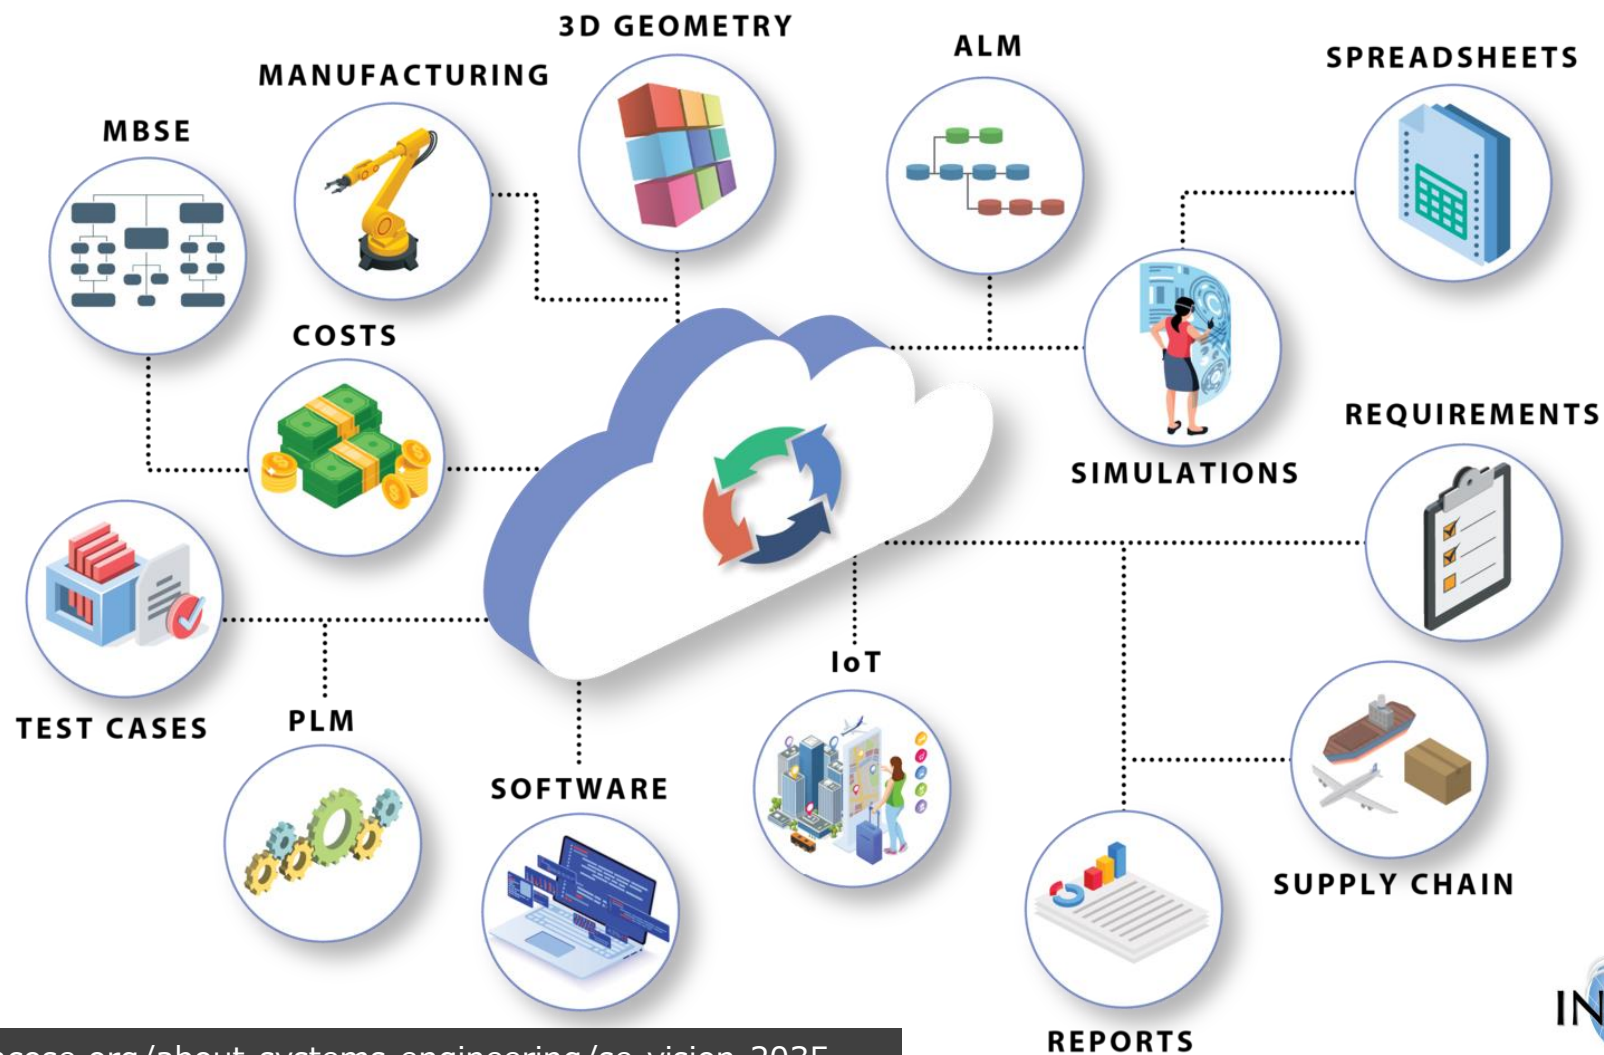 3D GEOMETRY
ALM
SPREADSHEETS
MANUFACTURING
MBSE
COSTS
REQUIREMENTS
SIMULATIONS
IoT
TEST CASES
PLM
SOFTWARE
SUPPLY CHAIN
REPORTS